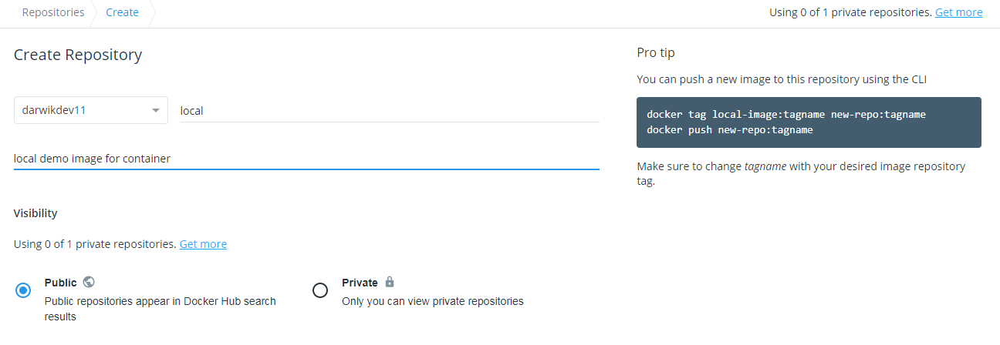 Repositories Create Using 0 of 1 private repositories. Get more
Create Repository
darwikdev11 local
local demo image for container
Visibility
Using 0 of 1 private repositories. Get more
Public
Public repositories appear in Docker Hub search
results
Private
Only you can view private repositories
Pro tip
You can push a new image to this repository using the CLI
docker tag local-image:tagname new-repo:tagname
docker push new-repo:tagname
Make sure to change tagname with your desired image repository
tag.